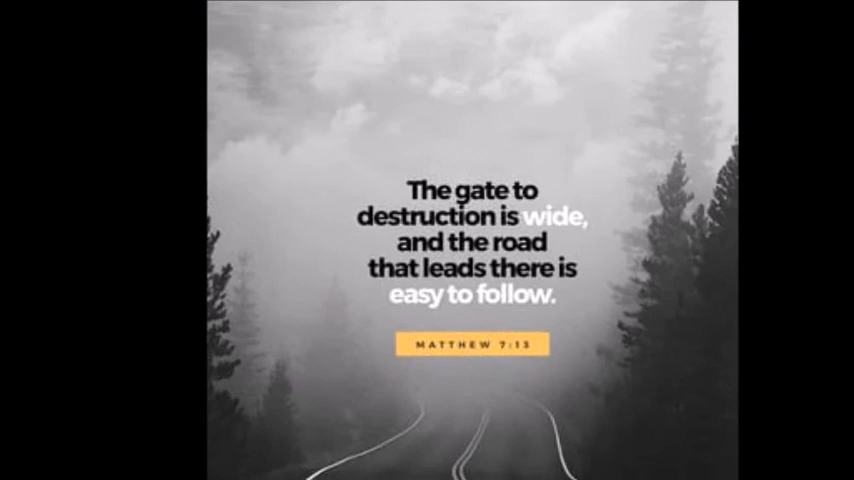 The gate to
destruction is wide,
and the road
that leads there is
easy to follow.
MATTHEW 7:13